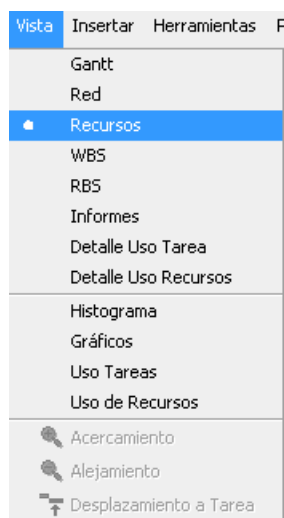 Vista Insertar Herramientas
Gantt
Red
Recursos
WBS
RBS
Informes
Detalle Uso Tarea
Detalle Uso Recursos
Histograma
Gráficos
Uso Tareas
Uso de Recursos
Acercamiento
Alejamiento
Desplazamiento a Tarea